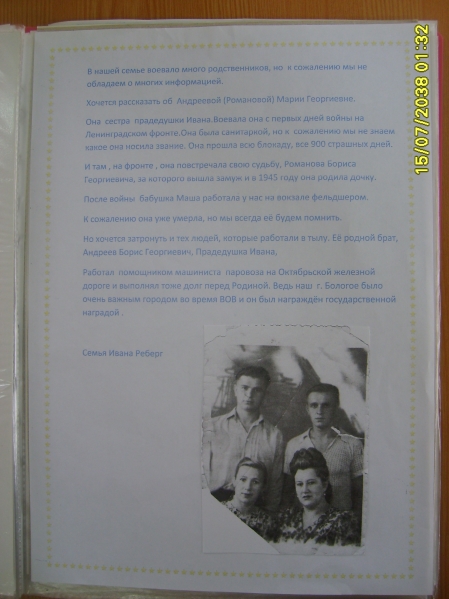 В нашей семье воевало много родственников, но  к сожалению мы не
обладаем о многих информацией.
Хочется рассказать об  Андреевой (Романовой) Марии Георгиевне.
Она  сестра  прадедушки Ивана.Воевала она с первых дней войны на
Ленинградском фронте.Она была санитаркой, но к  сожалению мы не знаем
какое она носила звание. Она прошла всю блокаду, все 900 страшных дней.
И там , на фронте , она повстречала свою судьбу, Романова Бориса
Георгиевича, за которого вышла замуж и в 1945 году она родила дочку.
После войны  бабушка Маша работала у нас на вокзале фельдшером.
К сожалению она уже умерла, но мы всегда её будем помнить.
Но хочется затронуть и тех людей, которые работали в тылу. Её родной брат,
Андреев Борис Георгиевич, Прадедушка Ивана,
Работал  помощником машиниста  паровоза на Октябрьской железной
дороге и выполнял тоже долг перед Родиной. Ведь наш  г. Бологое было
очень важным городом во время ВОВ и он был награждён государственной
наградой .
Семья Ивана Реберг
15/07/2038 01:32